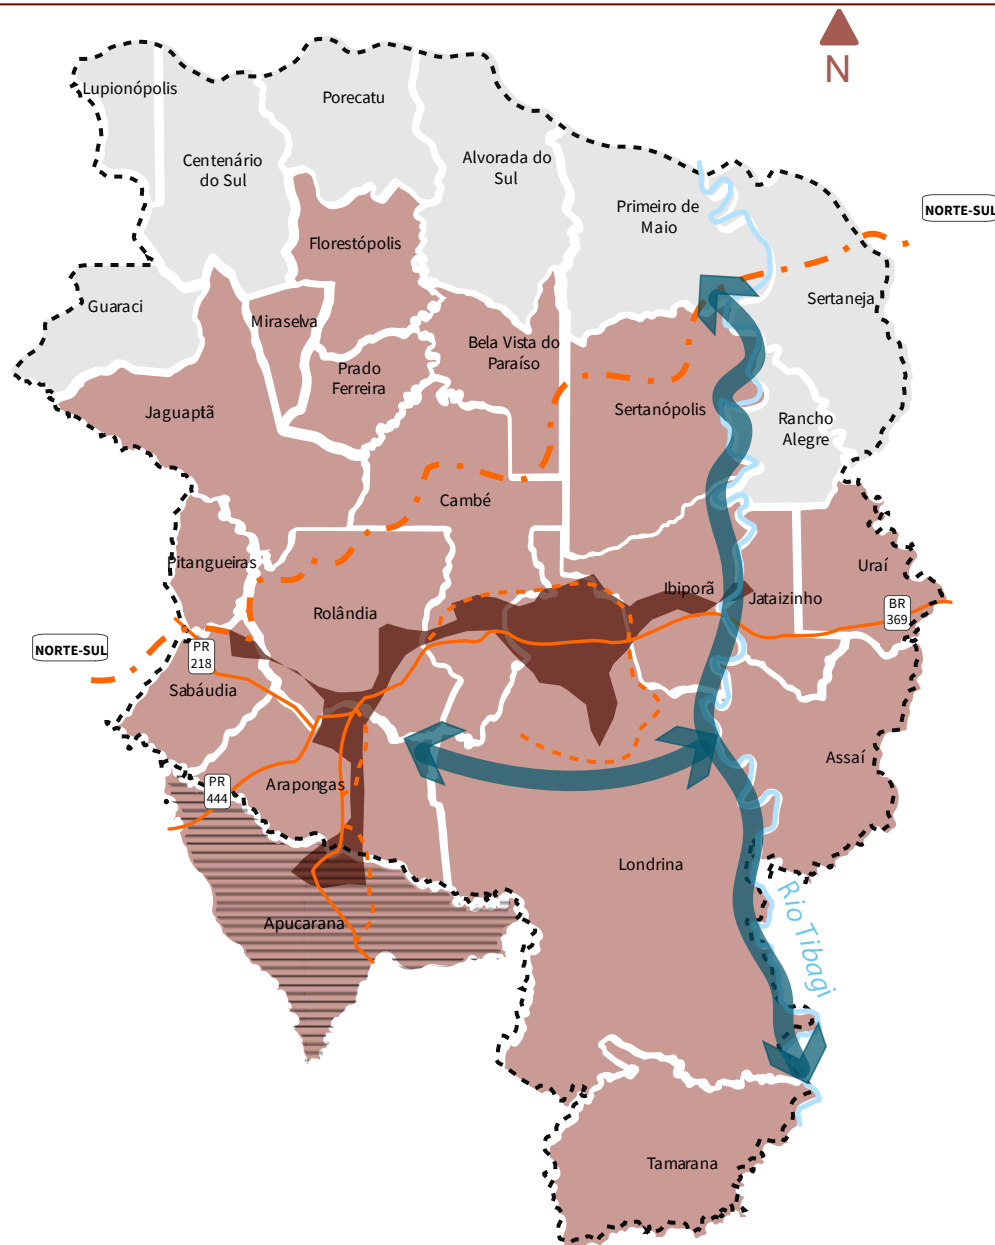 N
Lupionópolis
Porecatu
Centenário
do Sul
Alvorada do
Sul
Primeiro de
Maio
NORTE-SUL
Florestópolis
Guaraci
Miraselva
Sertaneja
Bela Vista do
Paraíso
Prado
Ferreira
Jaguaptã
Sertanópolis
Rancho
Alegre
Cambé
Pitangueiras
Uraí
Rolândia
Ibiporã
Jataizinho
BR
369
NORTE-SUL
PR
218
Sabáudia
Assaí
Arapongas
PR
444
Londrina
Apucarana
Rio Tibagi
Tamarana